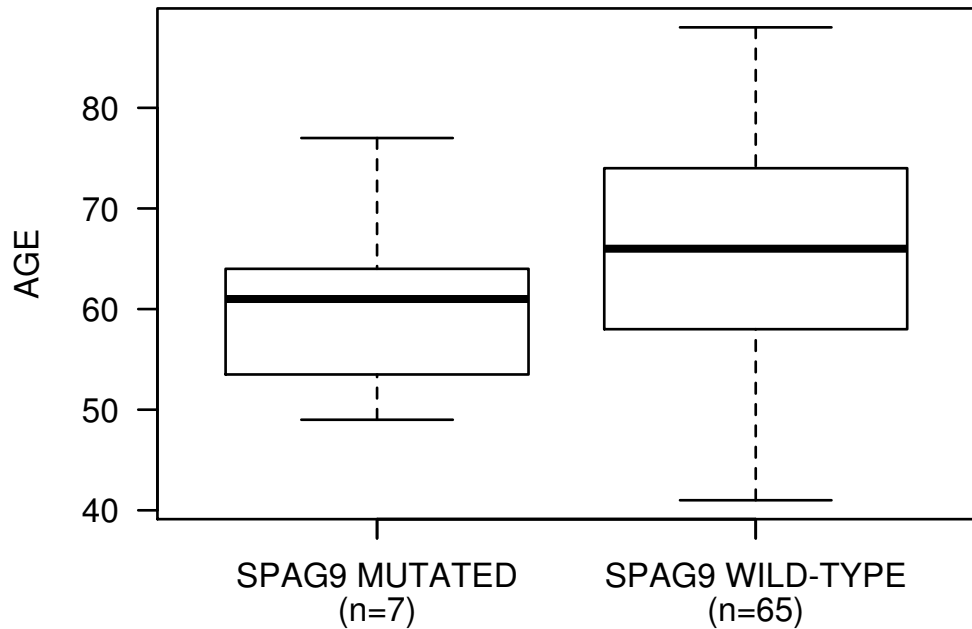 AGE
80
70
60
50
40
SPAG9 MUTATED
(n=7)
SPAG9 WILD-TYPE
(n=65)